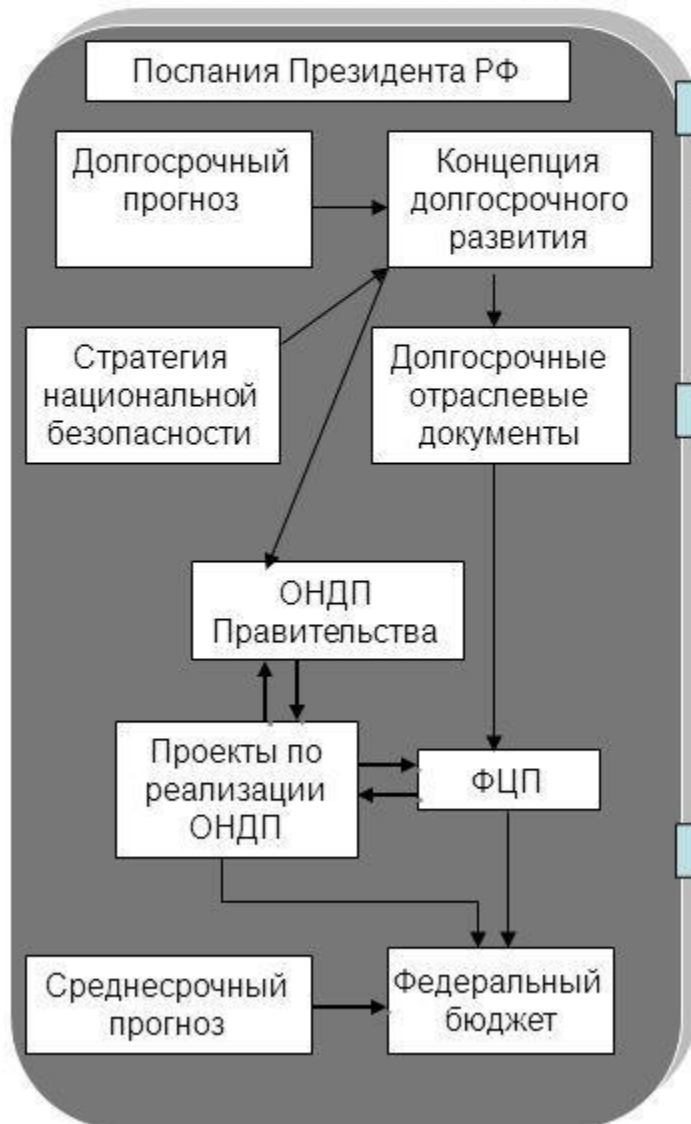 Послания Президента РФ
Долгосрочный
прогноз
Концепция
долгосрочного
развития
Стратегия
национальной
безопасности
Долгосрочные
отраслевые
документы
ОНДП
Правительства
Проекты по
реализации
ОНДП
ФЦП
Среднесрочный
прогноз
Федеральный
бюджет